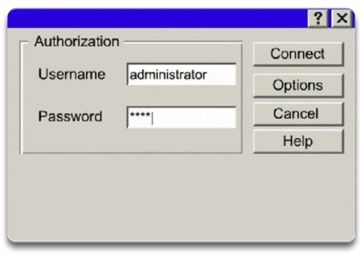 ? X
Authorization
Username administrator
Password ****
Connect
Options
Cancel
Help